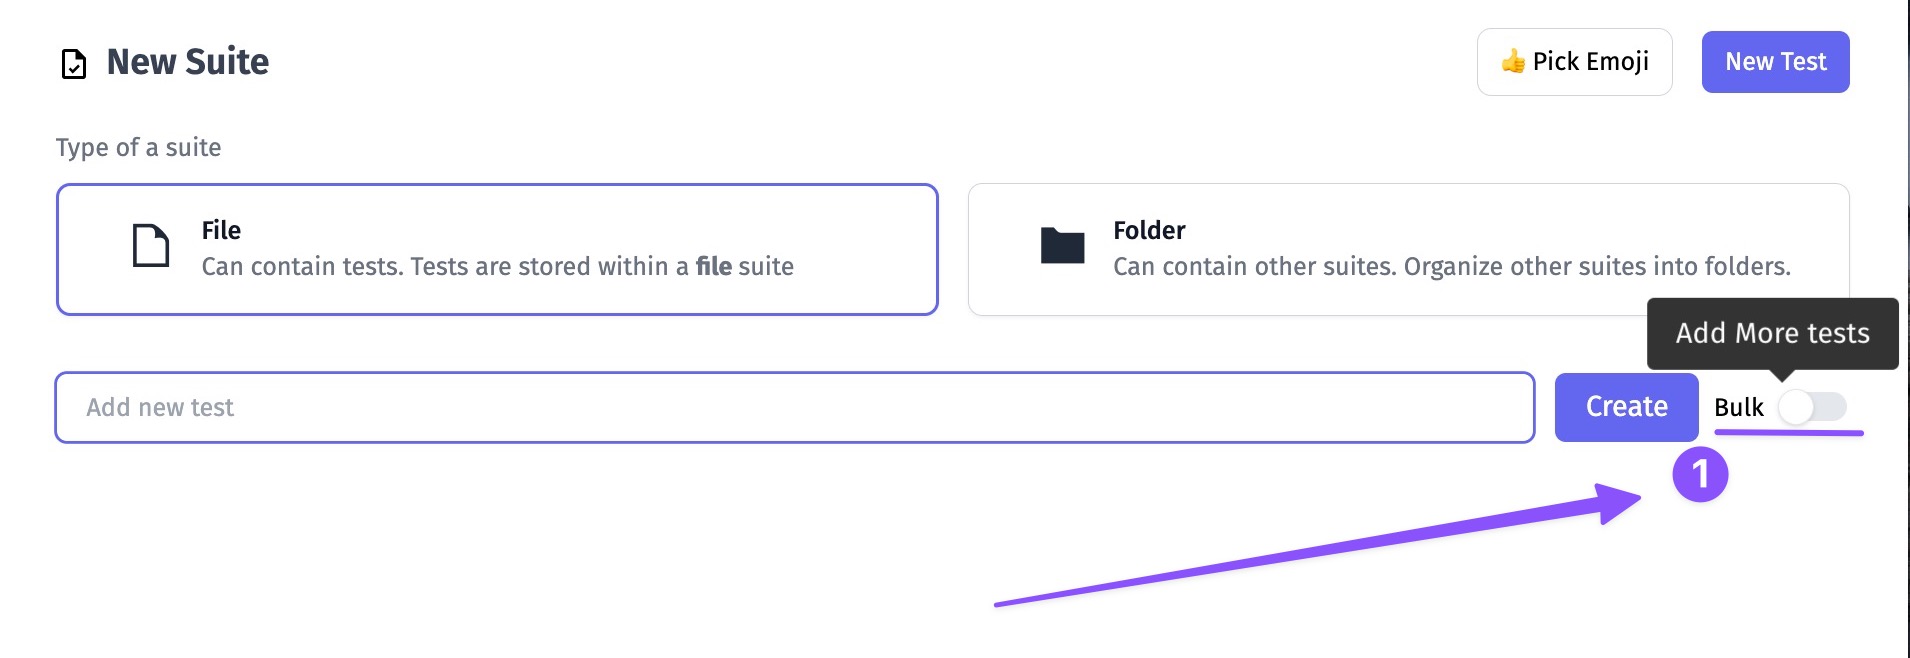 New Suite
👍 Pick Emoji
New Test
Type of a suite
File
Can contain tests. Tests are stored within a file suite
Folder
Can contain other suites. Organize other suites into folders.
Add More tests
Add new test
Create
Bulk
1